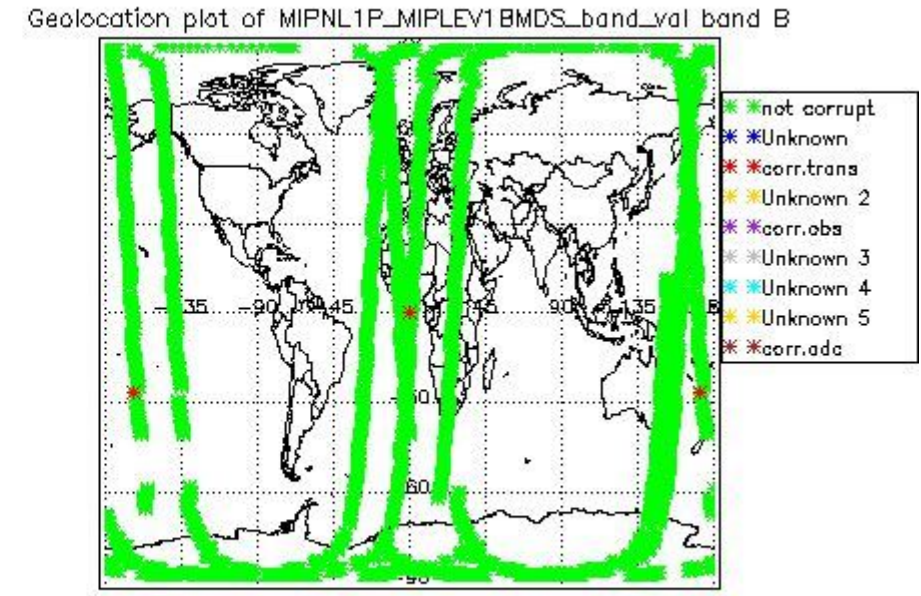 Geolocation plot of MIPNL1P_MIPLEV1BMDS_band_val band B
not corrupt
Unknown
corr.trans
Unknown 2
corr.obs
Unknown 3
Unknown 4
Unknown 5
corr.adc
-90
-45
90
135
60
-90